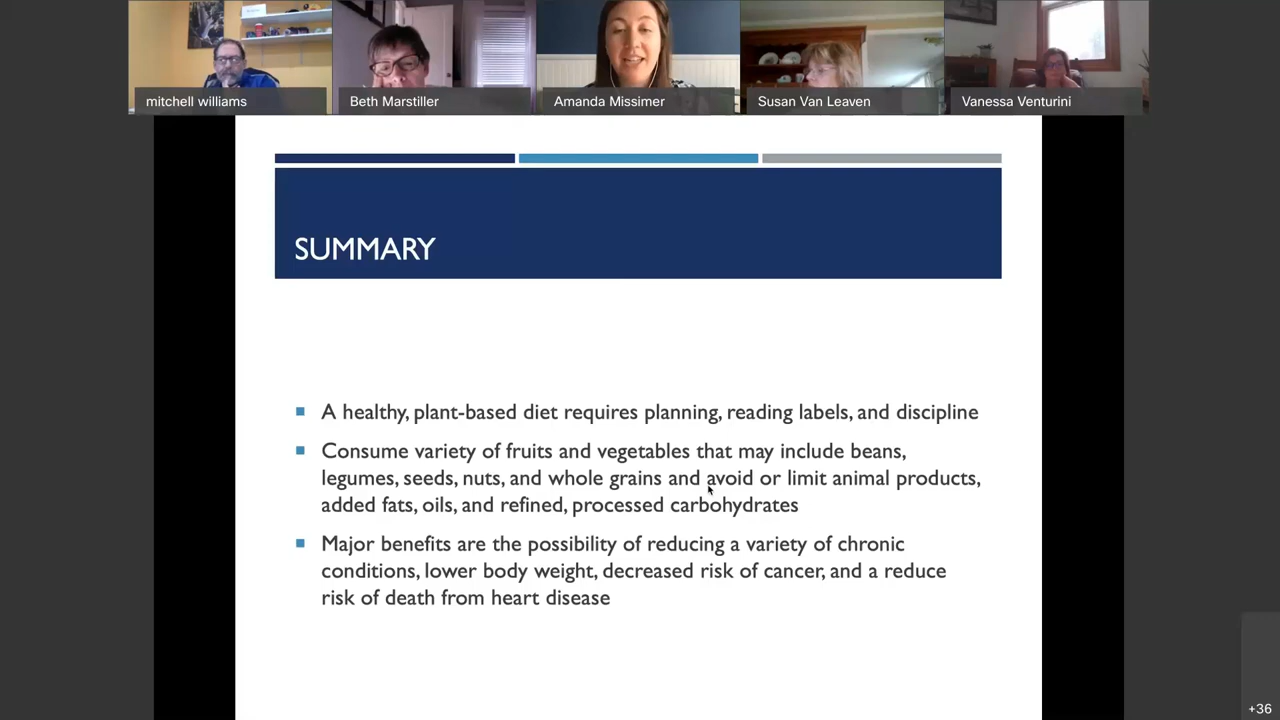 mitchell williams
Beth Marstiller
Amanda Missimer
Susan Van Leaven
Vanessa Venturini
SUMMARY
A healthy, plant-based diet requires planning, reading labels, and discipline
Consume variety of fruits and vegetables that may include beans,
legumes, seeds, nuts, and whole grains and avoid or limit animal products,
added fats, oils, and refined, processed carbohydrates
Major benefits are the possibility of reducing a variety of chronic
conditions, lower body weight, decreased risk of cancer, and a reduce
risk of death from heart disease
+36